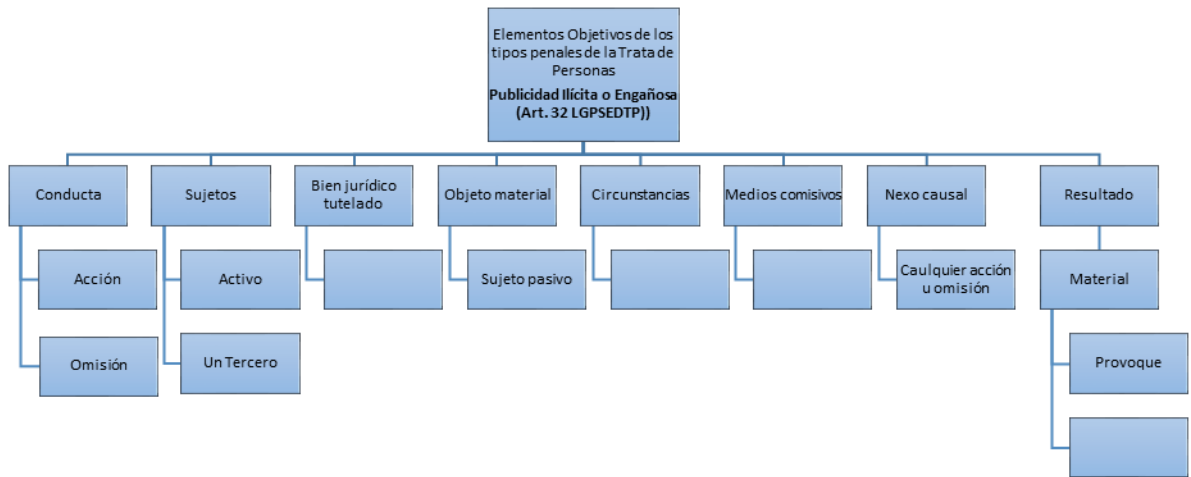 Elementos Objetivos de los
tipos penales de la Trata de
Personas
Publicidad Ilícita o Engañosa
(Art. 32 LGPSEDTP))
Conducta
Sujetos
Bien jurídico
tutelado
Objeto material
Circunstancias
Medios comisivos
Nexo causal
Resultado
Acción
Activo
Sujeto pasivo
Caulquier acción
u omisión
Material
Omisión
Un Tercero
Provoque